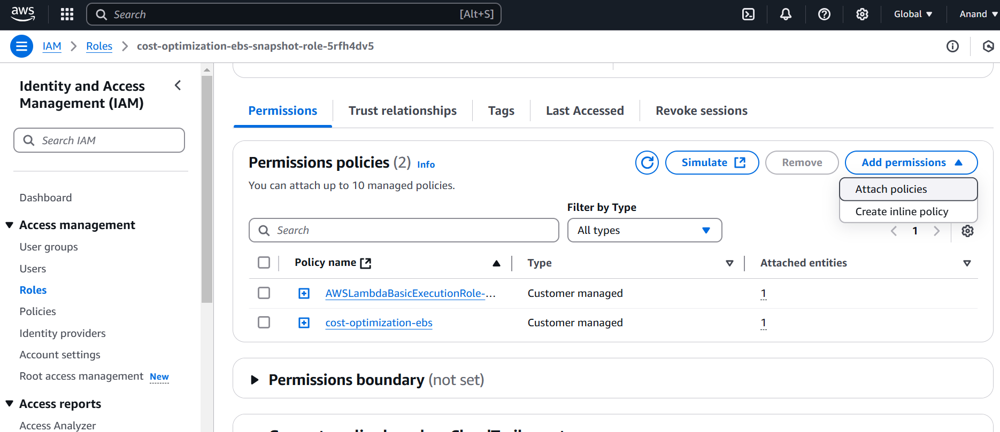 aws
Search
[Alt+S]
Global
Anand
IAM
Roles
cost-optimization-ebs-snapshot-role-5rfh4dv5
Identity and Access
Management (IAM)
Search IAM
Dashboard
Access management
User groups
Users
Roles
Policies
Identity providers
Account settings
Root access management New
Access reports
Access Analyzer
Permissions
Trust relationships
Tags
Last Accessed
Revoke sessions
Permissions policies (2) Info
You can attach up to 10 managed policies.
Simulate
Remove
Add permissions
Attach policies
Create inline policy
Filter by Type
Search
All types
1
Policy name
Type
Attached entities
AWSLambdaBasicExecutionRole-...
Customer managed
1
cost-optimization-ebs
Customer managed
1
Permissions boundary (not set)